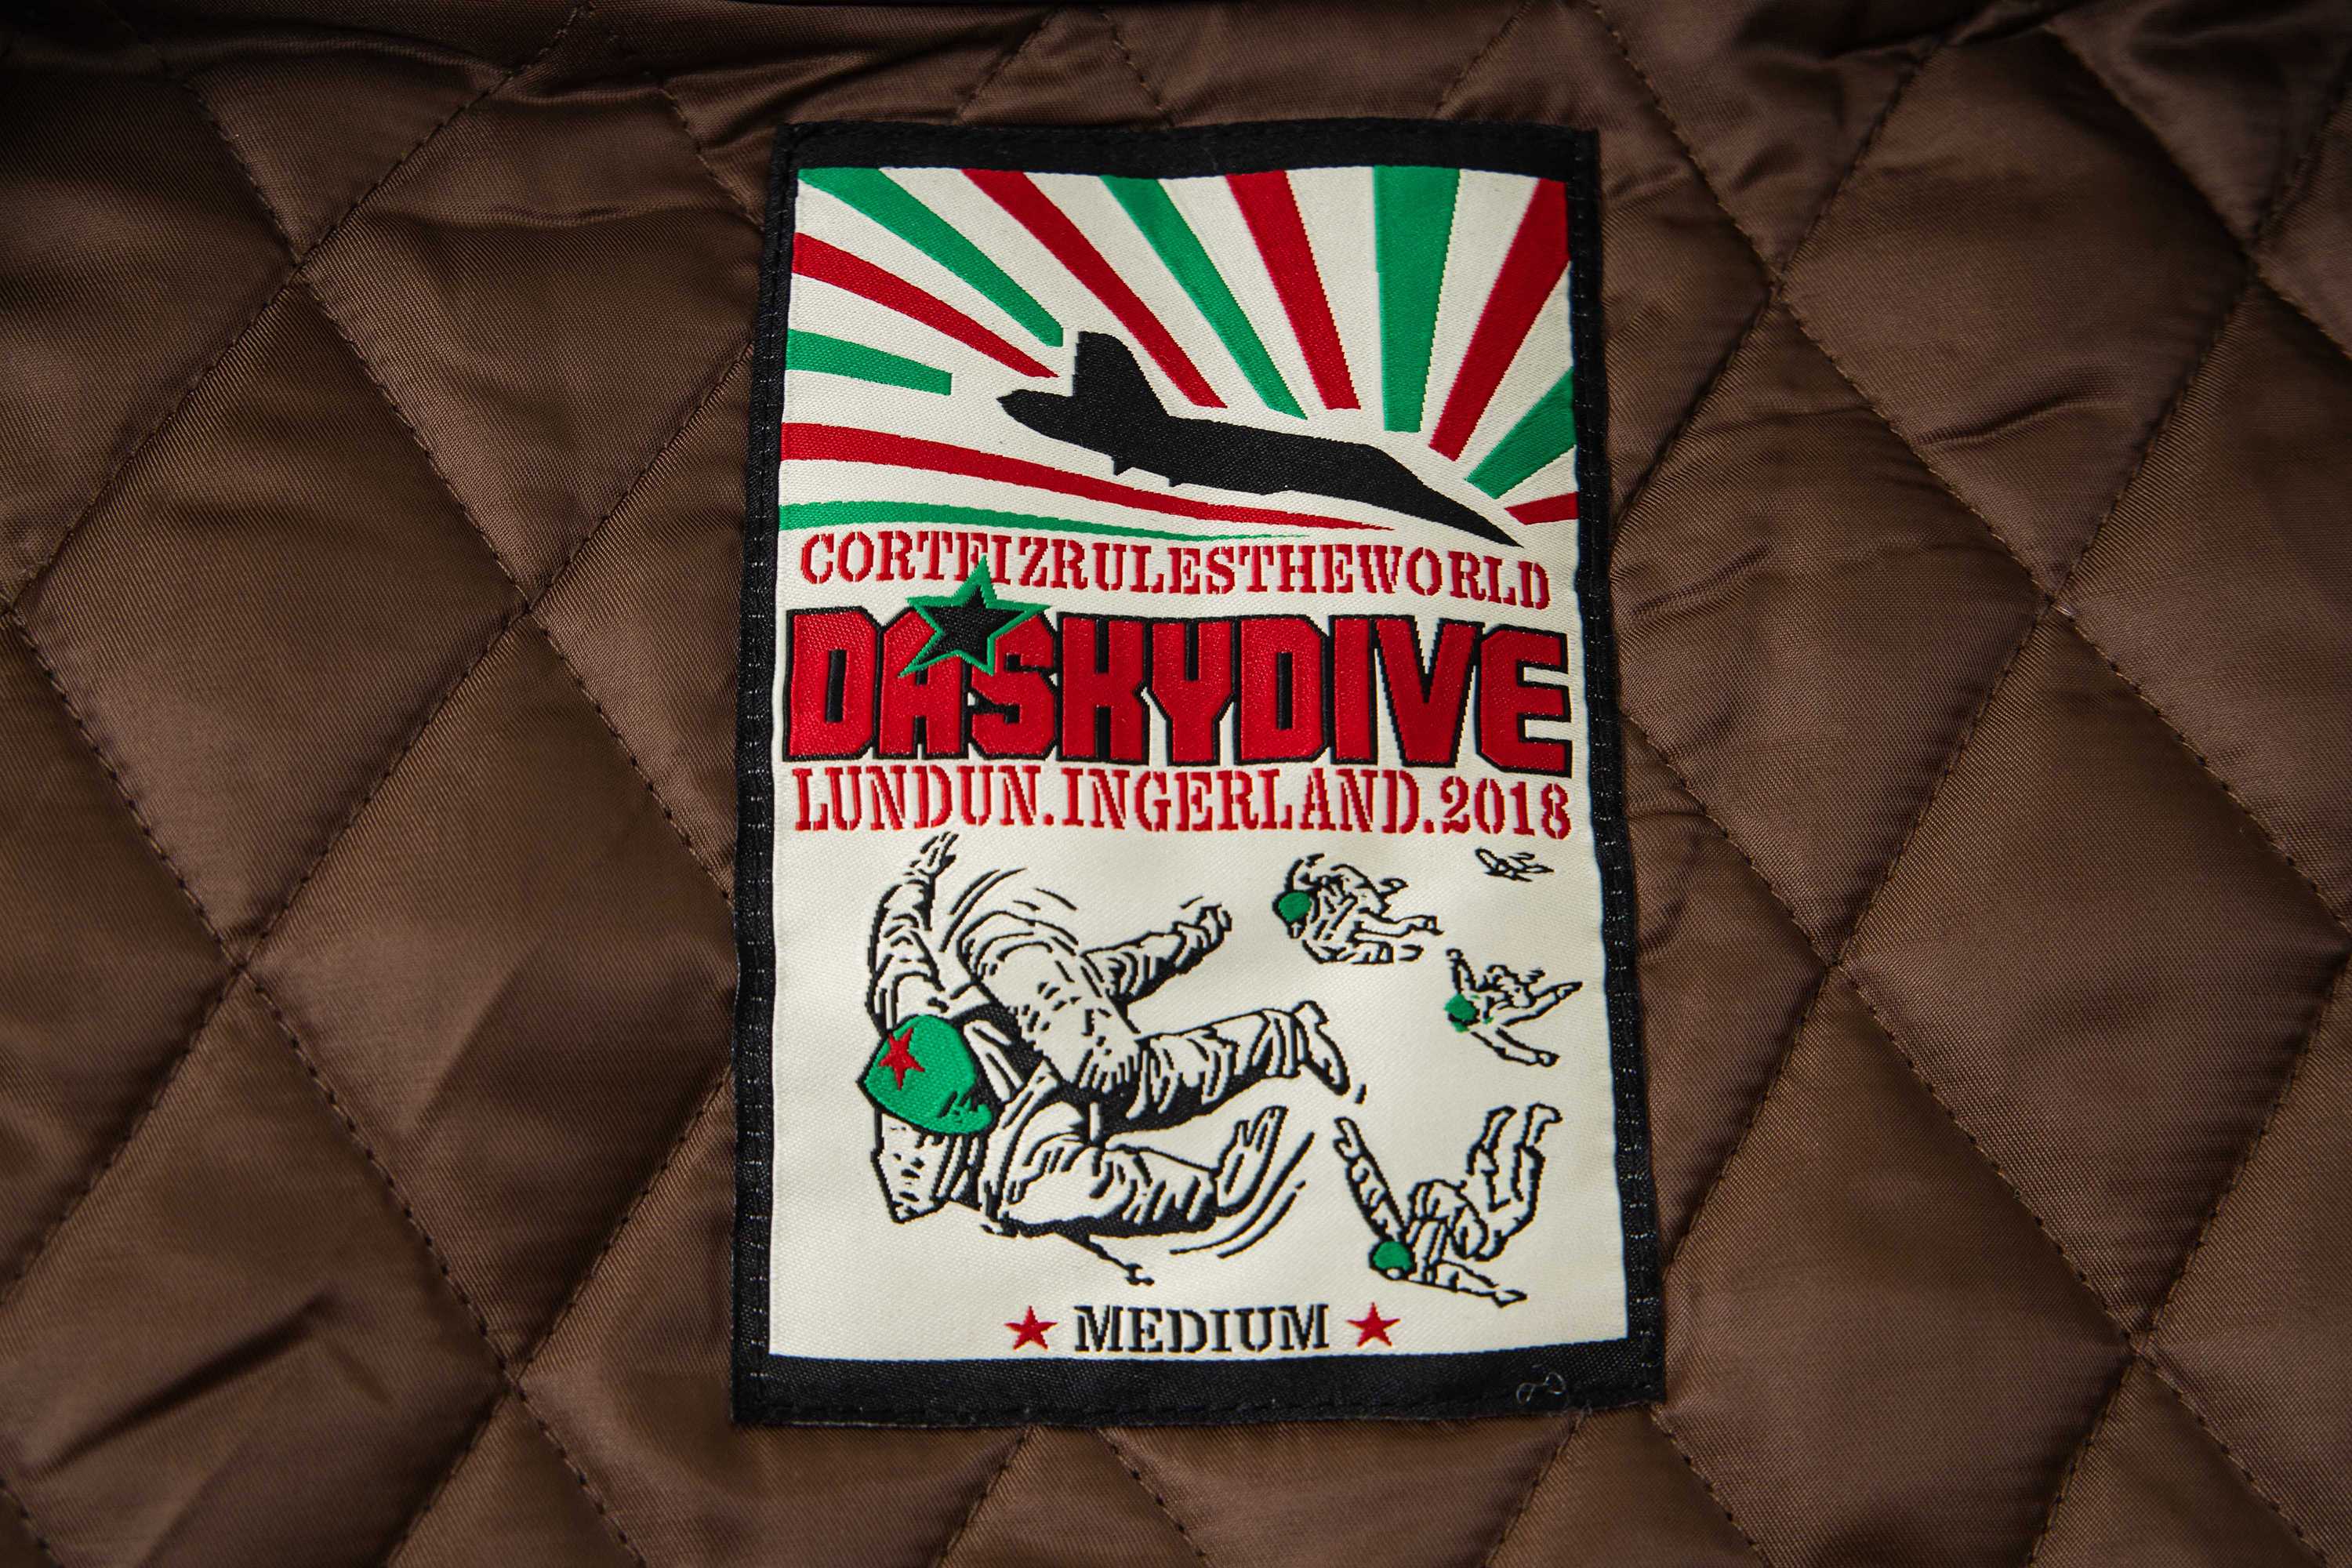 CORTEIZRULESTHEWORLD
DASKYDIVE
LUNDUN.INGERLAND.2018
MEDIUM